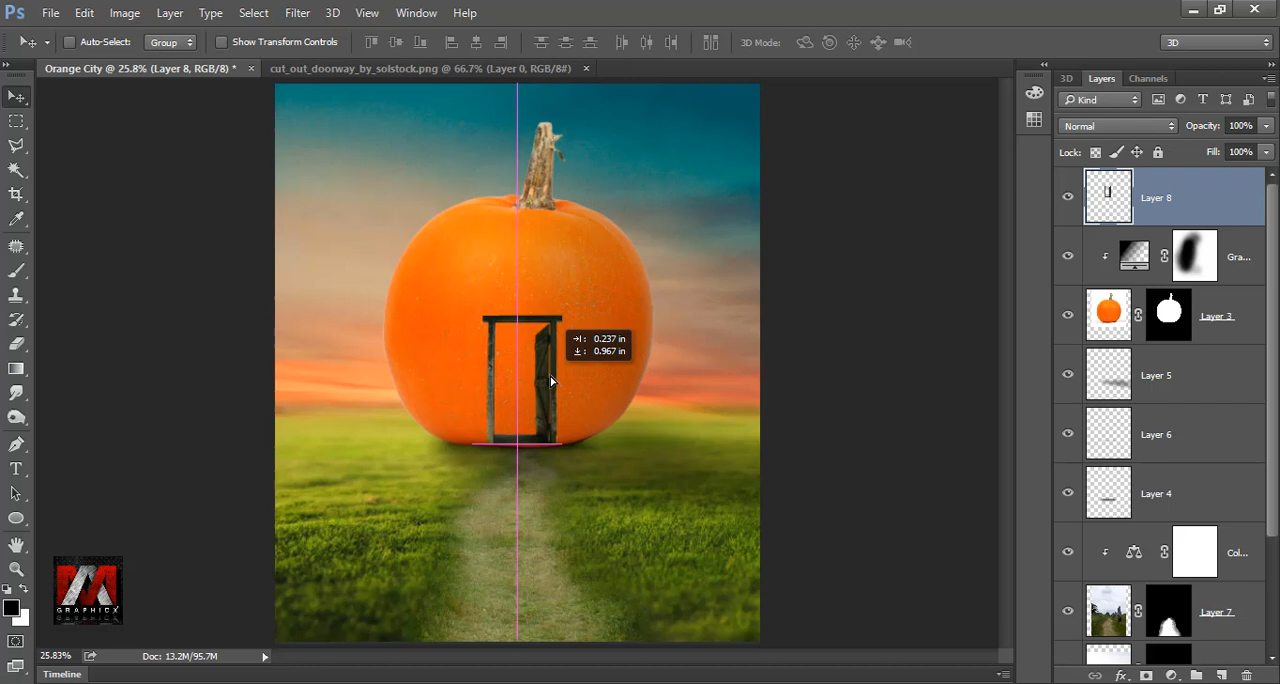 Ps File Edit Image Layer Type Select Filter 3D View Window Help
Auto-Select: Group Show Transform Controls 3D Mode: 3D
Orange City @ 25.8% (Layer 8, RGB/8) * × cut_out_doorway_by_solstock.png @ 66.7% (Layer 0, RGB/8#) ×
3D Layers Channels
Kind
Normal Opacity: 100%
Lock: Fill: 100%
Layer 8
Gra...
Layer 3
Layer 5
Layer 6
Layer 4
Col...
Layer 7
0.237 in
0.967 in
GRAPHICX
25.83% Doc: 13.2M/95.7M
Timeline